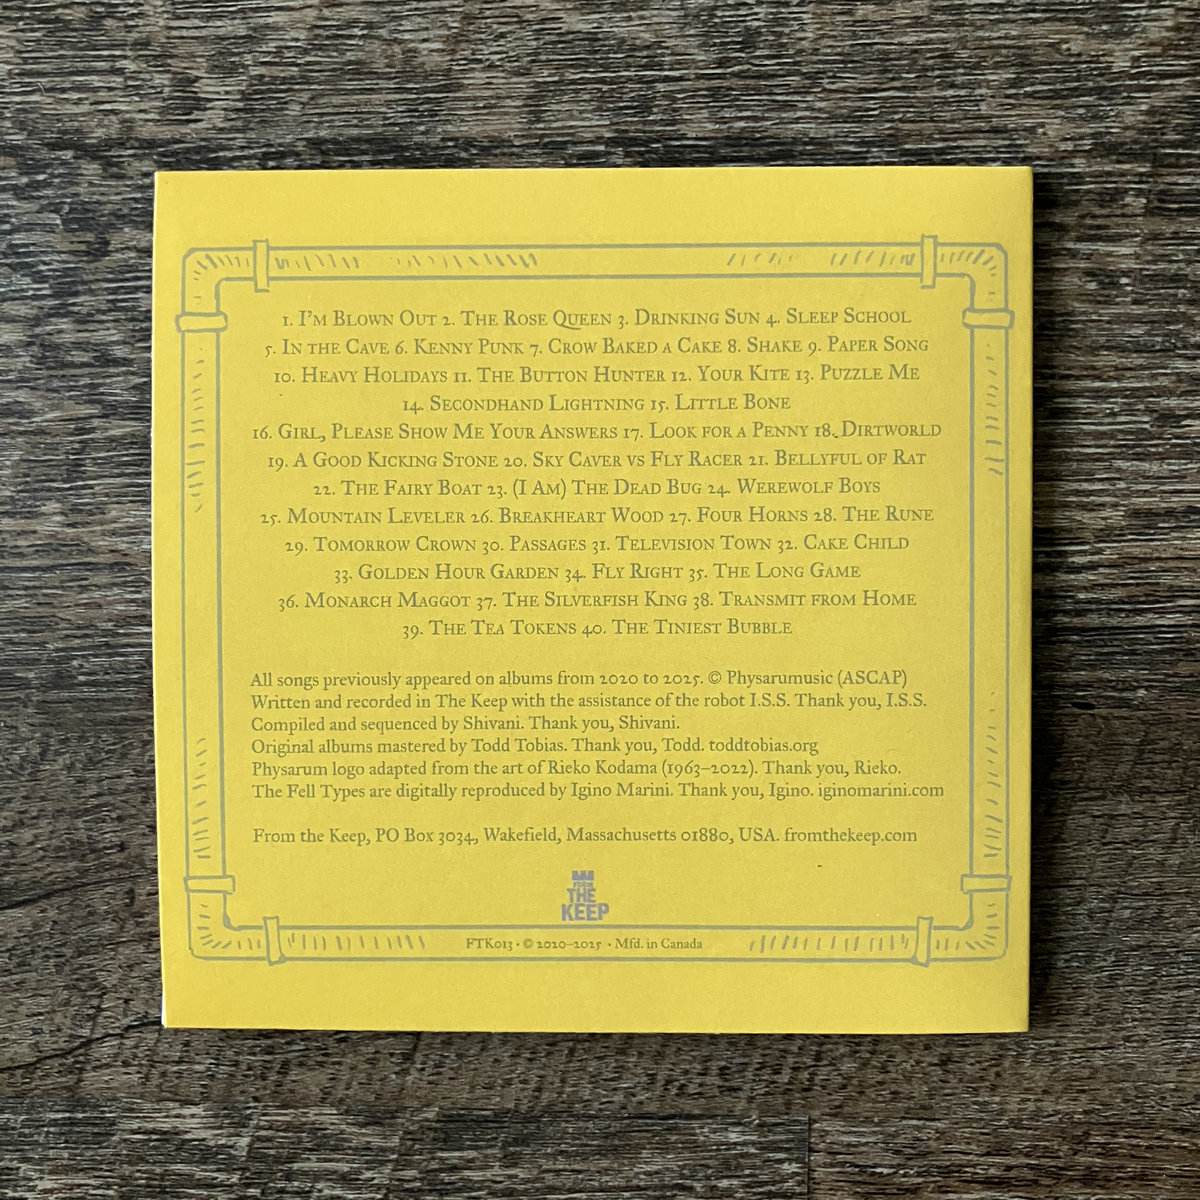 1. I'm Blown Out 2. The Rose Queen 3. Drinking Sun 4. Sleep School
5. In the Cave 6. Kenny Punk 7. Crow Baked a Cake 8. Shake 9. Paper Song
10. Heavy Holidays 11. The Button Hunter 12. Your Kite 13. Puzzle Me
14. Secondhand Lightning 15. Little Bone
16. Girl, Please Show Me Your Answers 17. Look for a Penny 18. Dirtworld
19. A Good Kicking Stone 20. Sky Caver vs Fly Racer 21. Bellyful of Rat
22. The Fairy Boat 23. (I Am) The Dead Bug 24. Werewolf Boys
25. Mountain Leveler 26. Breakheart Wood 27. Four Horns 28. The Rune
29. Tomorrow Crown 30. Passages 31. Television Town 32. Cake Child
33. Golden Hour Garden 34. Fly Right 35. The Long Game
36. Monarch Maggot 37. The Silverfish King 38. Transmit from Home
39. The Tea Tokens 40. The Tiniest Bubble
All songs previously appeared on albums from 2020 to 2025. © Physarumusic (ASCAP)
Written and recorded in The Keep with the assistance of the robot I.S.S. Thank you, I.S.S.
Compiled and sequenced by Shivani. Thank you, Shivani.
Original albums mastered by Todd Tobias. Thank you, Todd. toddtobias.org
Physarum logo adapted from the art of Rieko Kodama (1963–2022). Thank you, Rieko.
The Fell Types are digitally reproduced by Igino Marini. Thank you, Igino. iginomarini.com
From the Keep, PO Box 3034, Wakefield, Massachusetts 01880, USA. fromthekeep.com
FROM
THE
KEEP
FTK013 · © 2020–2025 · Mfd. in Canada